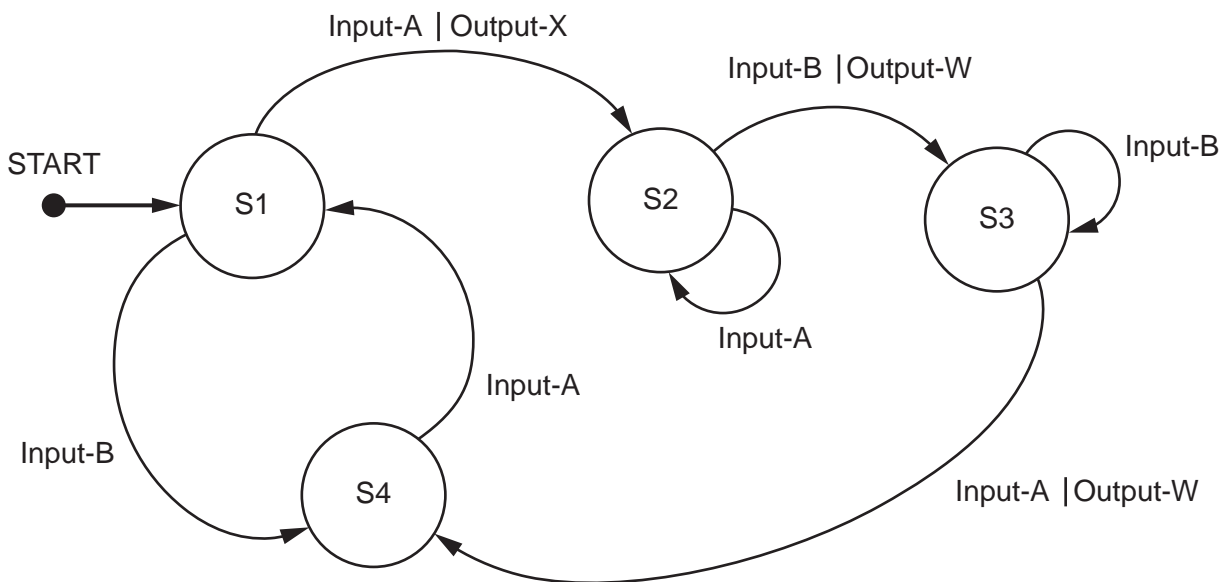 Input-A | Output-X
Input-B | Output-W
START
Input-B
S1
S2
S3
Input-A
Input-A
Input-B
S4
Input-A | Output-W